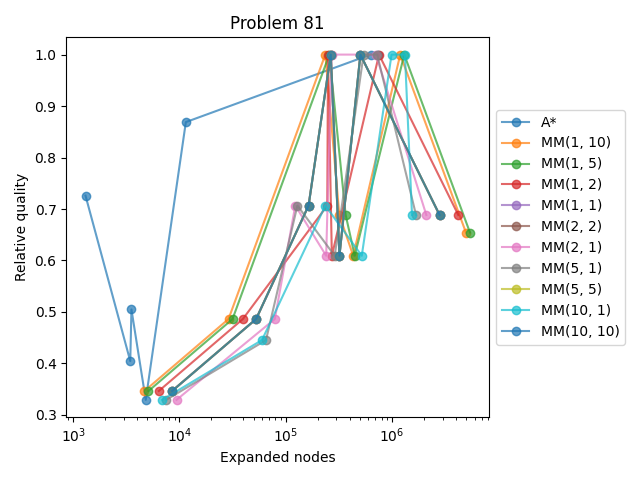 Problem 81
Relative quality
1.0
0.9
0.8
0.7
0.6
0.5
0.4
0.3
10³
10⁴
10⁵
10⁶
Expanded nodes
A*
MM(1, 10)
MM(1, 5)
MM(1, 2)
MM(1, 1)
MM(2, 2)
MM(2, 1)
MM(5, 1)
MM(5, 5)
MM(10, 1)
MM(10, 10)